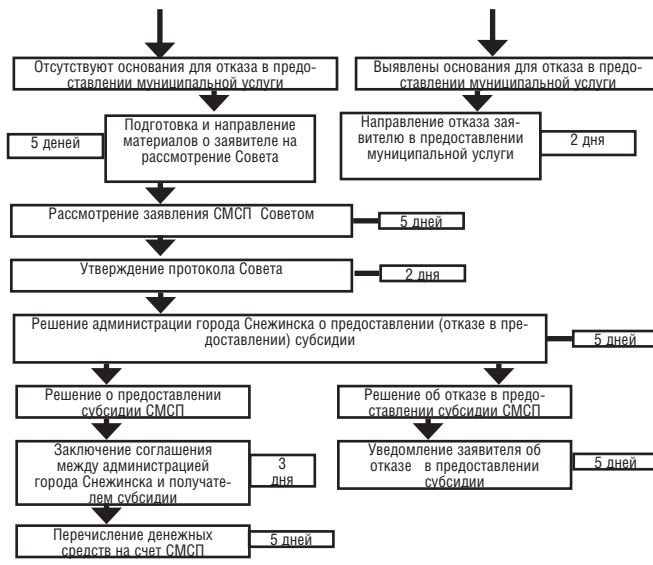 Отсутствуют основания для отказа в предо-
ставлении муниципальной услуги
Выявлены основания для отказа в предо-
ставлении муниципальной услуги
5 деней
Подготовка и направление
материалов о заявителе на
рассмотрение Совета
Направление отказа зая-
вителю в предоставлении
муниципальной услуги
2 дня
Рассмотрение заявления СМСП Советом
5 дней
Утверждение протокола Совета
2 дня
Решение администрации города Снежинска о предоставлении (отказе в пре-
доставлении) субсидии
5 дней
Решение о предоставлении
субсидии СМСП
Решение об отказе в предо-
ставлении субсидии СМСП
Заключение соглашения
между администрацией
города Снежинска и получате-
лем субсидии
3
дня
Уведомление заявителя об
отказе в предоставлении
субсидии
5 дней
Перечисление денежных
средств на счет СМСП
5 дней